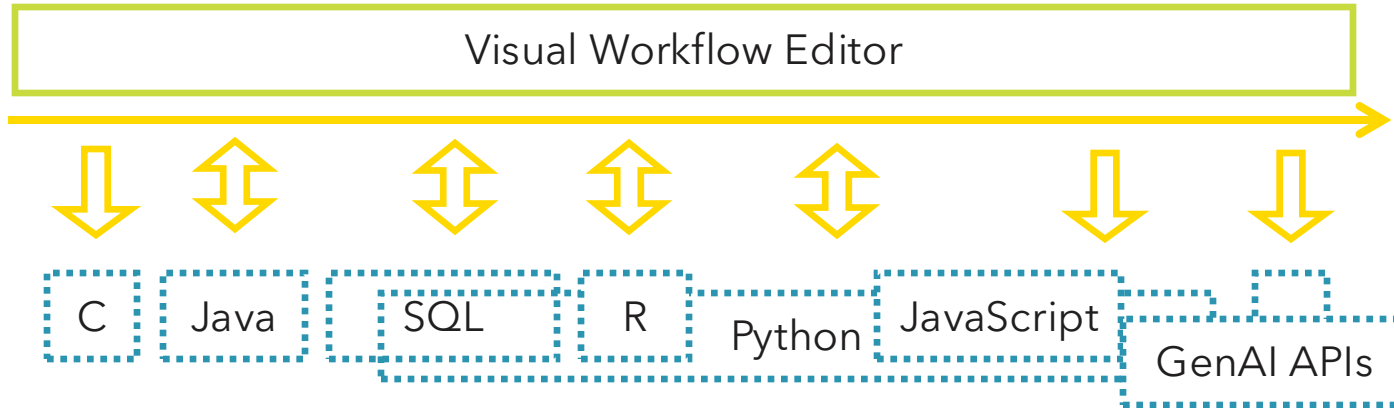 Visual Workflow Editor
C
Java
SQL
R
Python
JavaScript
GenAI APIs